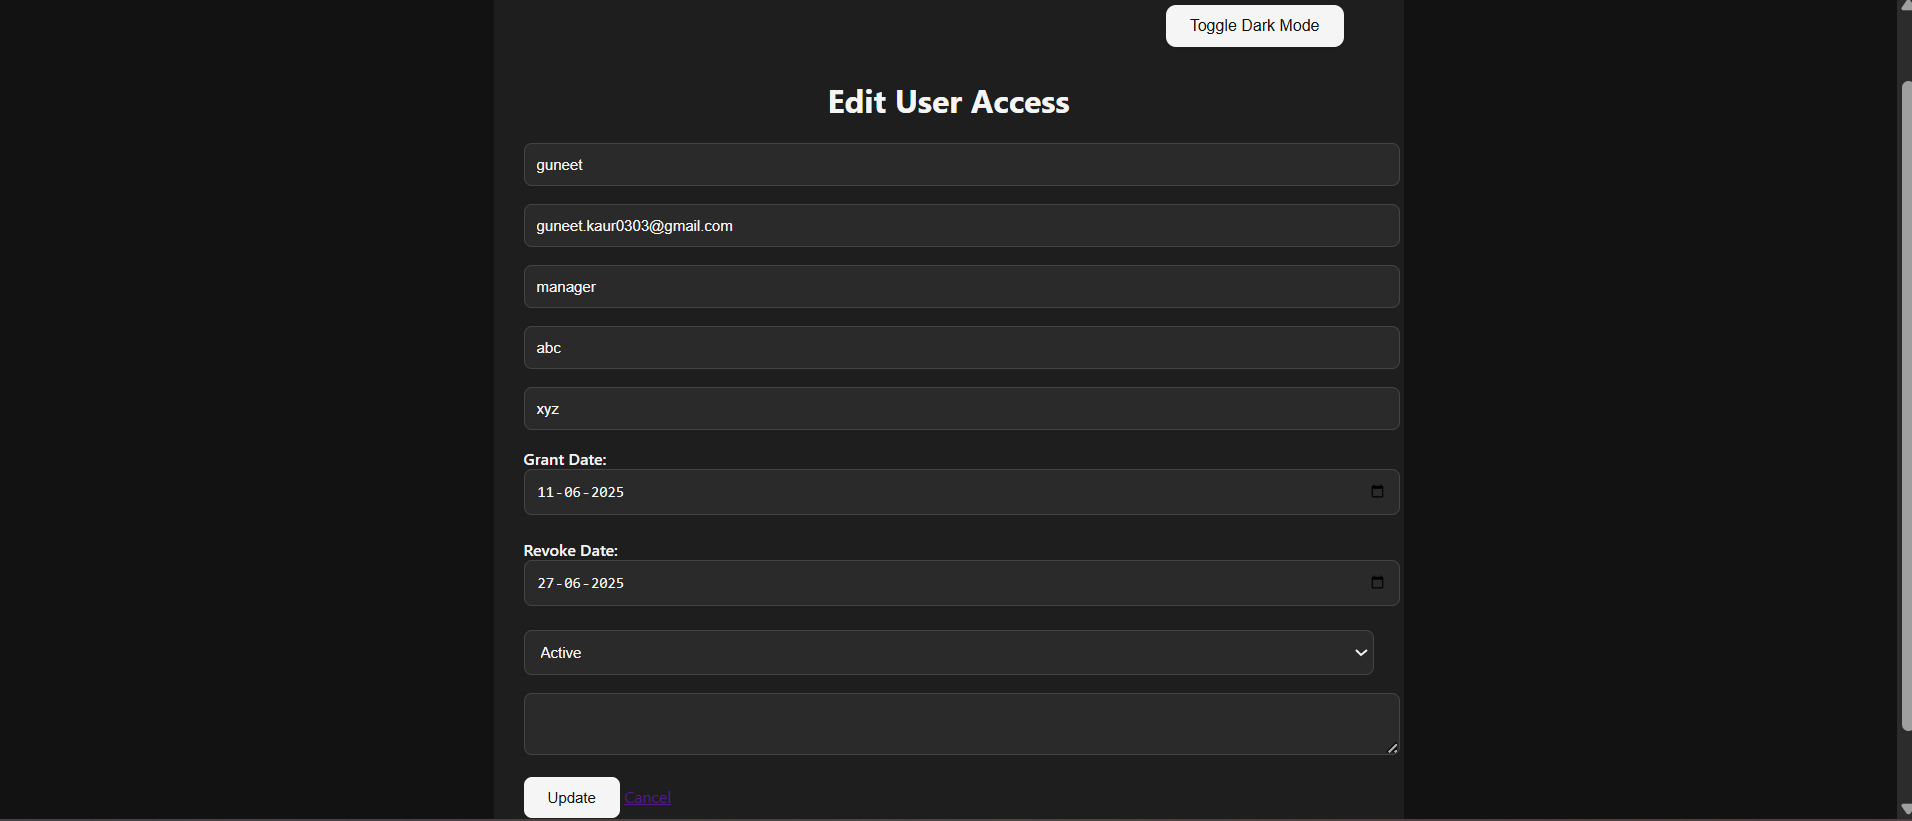 Toggle Dark Mode
Edit User Access
guneet
guneet.kaur0303@gmail.com
manager
abc
xyz
Grant Date:
11-06-2025
Revoke Date:
27-06-2025
Active
Update Cancel